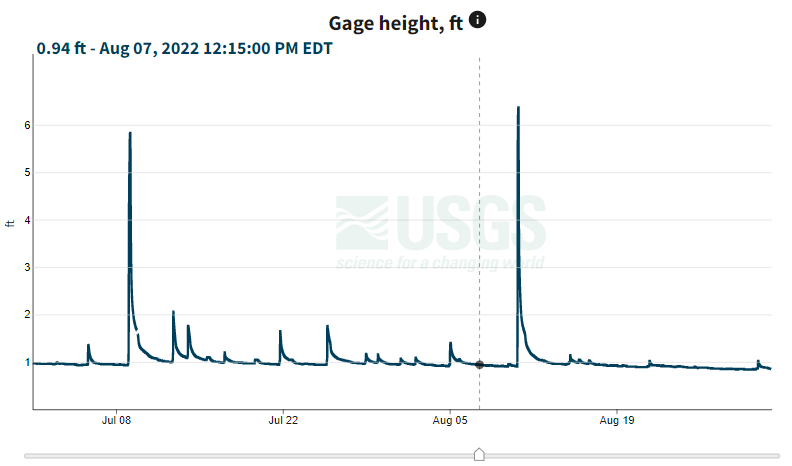 Gage height, ft i
0.94 ft - Aug 07, 2022 12:15:00 PM EDT
6
5
4
3
2
1
ft
USGS
science for a changing world
Jul 08 Jul 22 Aug 05 Aug 19